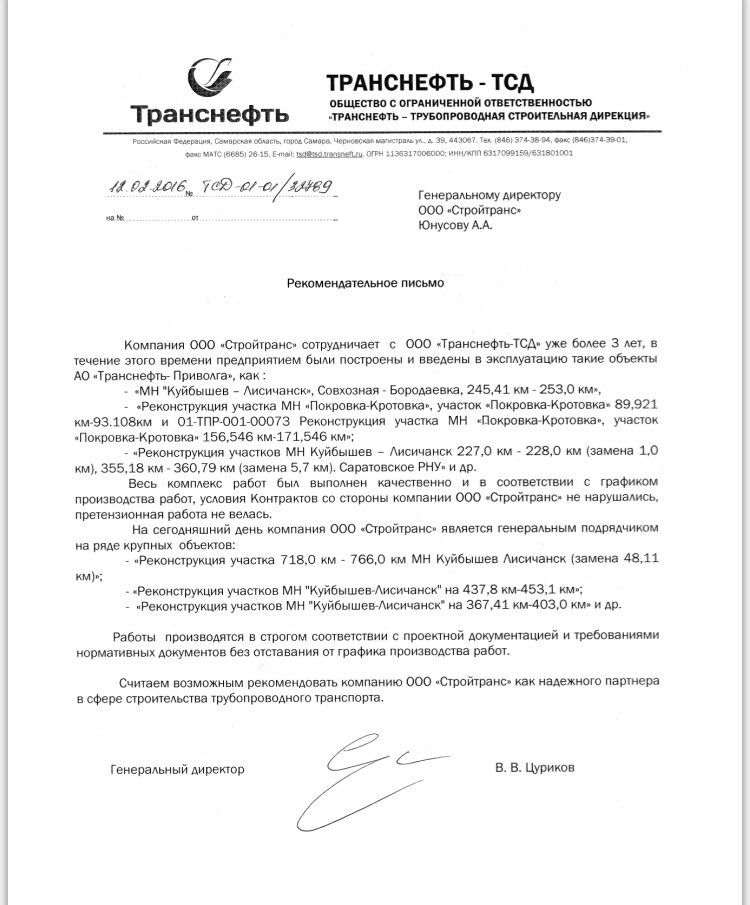 ТРАНСНЕФТЬ - ТСД
ОБЩЕСТВО С ОГРАНИЧЕННОЙ ОТВЕТСТВЕННОСТЬЮ
«ТРАНСНЕФТЬ – ТРУБОПРОВОДНАЯ СТРОИТЕЛЬНАЯ ДИРЕКЦИЯ»
Транснефть
Российская Федерация, Самарская область, город Самара, Черновская магистраль ул., д. 39, 443067. Тел. (846) 374-38-94, факс (846)374-39-01,
факс МАТС (6685) 26-15. E-mail: tsd@tsd.transneft.ru. ОГРН 1136317006000; ИНН/КПП 6317099159/631801001
12.02.2016 № ТСД-01-01/32489
на № от
Генеральному директору
ООО «Стройтранс»
Юнусову А.А.
Рекомендательное письмо
Компания ООО «Стройтранс» сотрудничает с ООО «Транснефть-ТСД» уже более 3 лет, в
течение этого времени предприятием были построены и введены в эксплуатацию такие объекты
АО «Транснефть- Приволга», как :
- «МН "Куйбышев – Лисичанск», Совхозная - Бородаевка, 245,41 км - 253,0 км»,
- «Реконструкция участка МН «Покровка-Кротовка», участок «Покровка-Кротовка» 89,921
км-93.108км и 01-ТПР-001-00073 Реконструкция участка МН «Покровка-Кротовка», участок
«Покровка-Кротовка» 156,546 км-171,546 км»;
- «Реконструкция участков МН Куйбышев – Лисичанск 227,0 км - 228,0 км (замена 1,0
км), 355,18 - 360,79 км (замена 5,7 км). Саратовское РНУ» и др.
Весь комплекс работ был выполнен качественно и в соответствии с графиком
производства работ, условия Контрактов со стороны компании ООО «Стройтранс» не нарушались,
претензионная работа не велась.
На сегодняшний день компания ООО «Стройтранс» является генеральным подрядчиком
на ряде крупных объектов:
- «Реконструкция участка 718,0 км - 766,0 км МН Куйбышев Лисичанск (замена 48,11
км)»;
- «Реконструкция участков МН "Куйбышев-Лисичанск" на 437,8 км-453,1 км»;
- «Реконструкция участков МН "Куйбышев-Лисичанск" на 367,41 км-403,0 км» и др.
Работы производятся в строгом соответствии с проектной документацией и требованиями
нормативных документов без отставания от графика производства работ.
Считаем возможным рекомендовать компанию ООО «Стройтранс» как надежного партнера
в сфере строительства трубопроводного транспорта.
Генеральный директор В. В. Цуриков